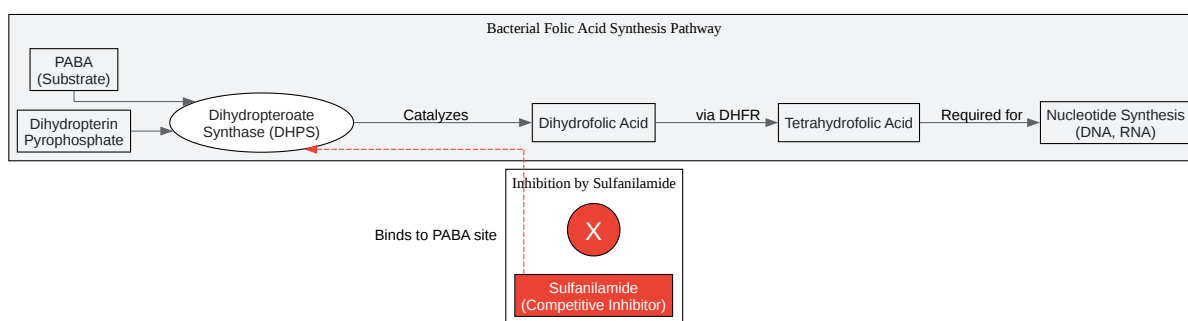 Bacterial Folic Acid Synthesis Pathway
PABA
(Substrate)
Dihydropterin
Pyrophosphate
Dihydropteroate
Synthase (DHPS)
Catalyzes
Dihydrofolic Acid
via DHFR
Tetrahydrofolic Acid
Required for
Nucleotide Synthesis
(DNA, RNA)
Inhibition by Sulfanilamide
X
Binds to PABA site
Sulfanilamide
(Competitive Inhibitor)